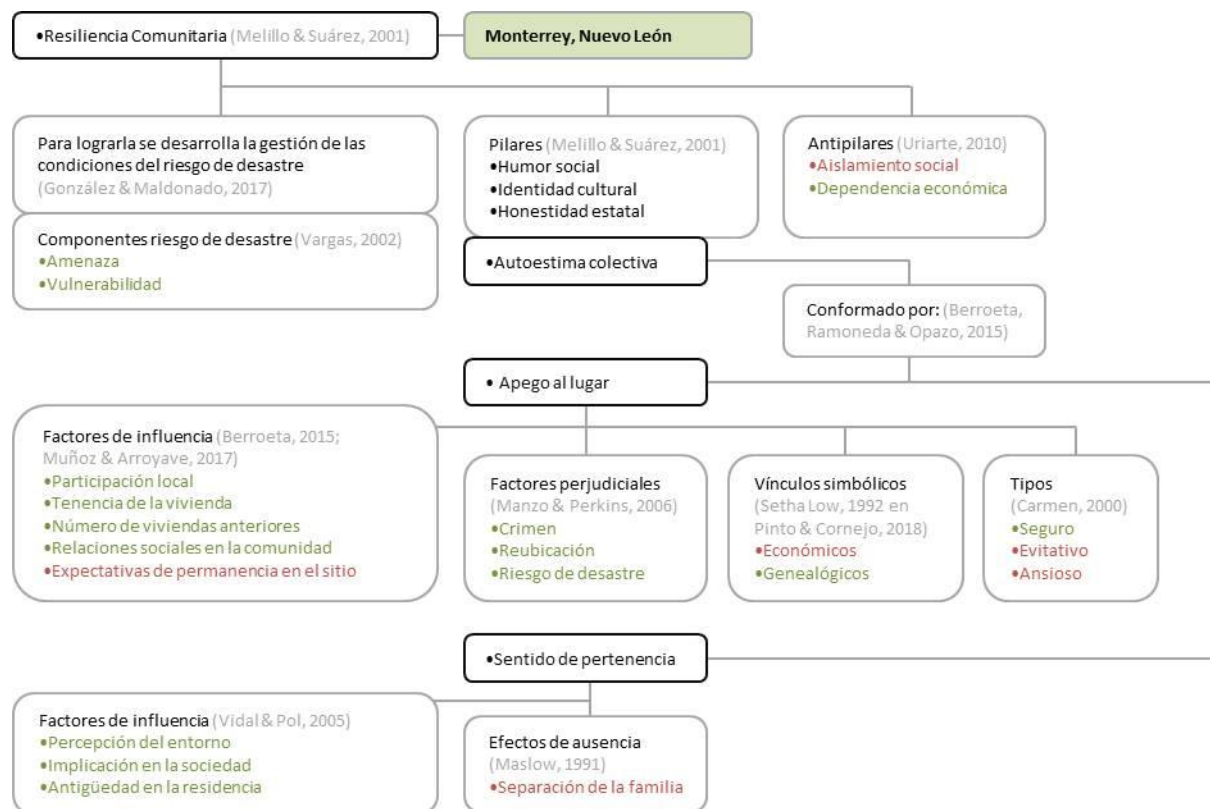 •Resiliencia Comunitaria (Melillo & Suárez, 2001)
Monterrey, Nuevo León
Para lograrla se desarrolla la gestión de las
condiciones del riesgo de desastre
(González & Maldonado, 2017)
Componentes riesgo de desastre (Vargas, 2002)
•Amenaza
•Vulnerabilidad
Pilares (Melillo & Suárez, 2001)
•Humor social
•Identidad cultural
•Honestidad estatal
Antipilares (Uriarte, 2010)
•Aislamiento social
•Dependencia económica
•Autoestima colectiva
Conformado por: (Berroeta,
Ramoneda & Opazo, 2015)
• Apego al lugar
Factores de influencia (Berroeta, 2015;
Muñoz & Arroyave, 2017)
•Participación local
•Tenencia de la vivienda
•Número de viviendas anteriores
•Relaciones sociales en la comunidad
•Expectativas de permanencia en el sitio
Factores perjudiciales
(Manzo & Perkins, 2006)
•Crimen
•Reubicación
•Riesgo de desastre
Vínculos simbólicos
(Setha Low, 1992 en
Pinto & Cornejo, 2018)
•Económicos
•Genealógicos
Tipos
(Carmen, 2000)
•Seguro
•Evitativo
•Ansioso
•Sentido de pertenencia
Factores de influencia (Vidal & Pol, 2005)
•Percepción del entorno
•Implicación en la sociedad
•Antigüedad en la residencia
Efectos de ausencia
(Maslow, 1991)
•Separación de la familia